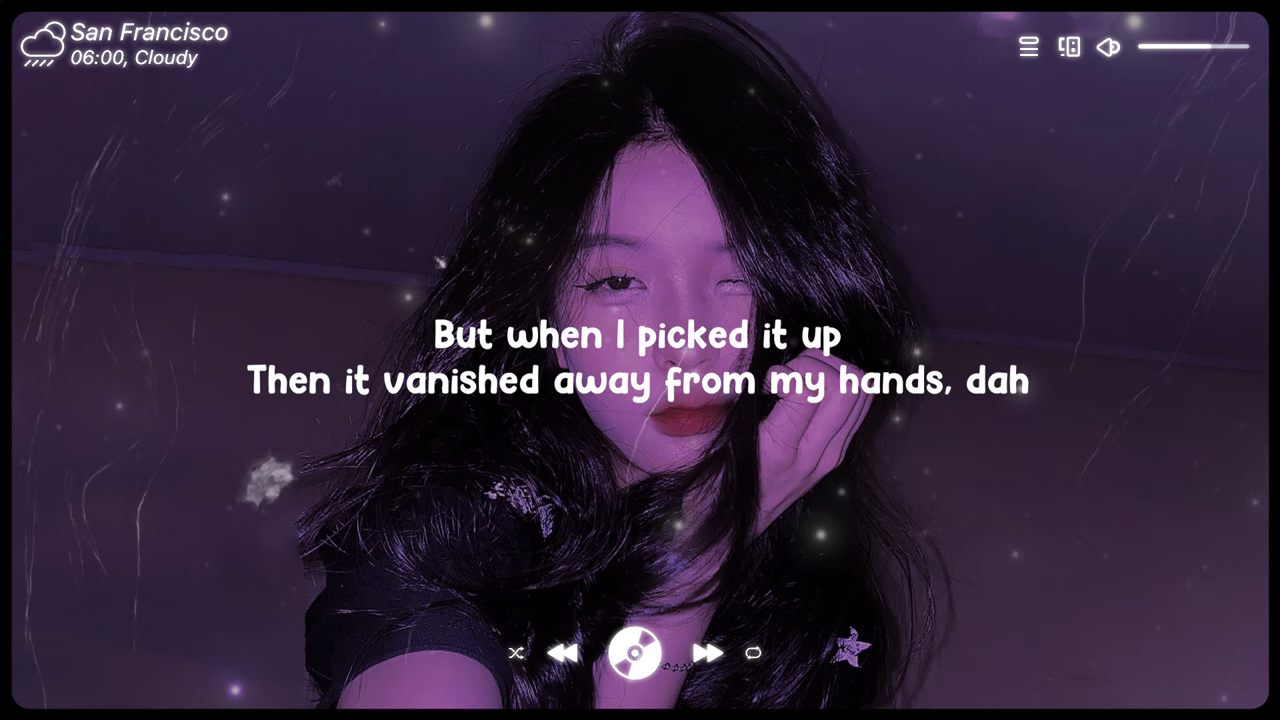 San Francisco
06:00, Cloudy
But when I picked it up
Then it vanished away from my hands, dah